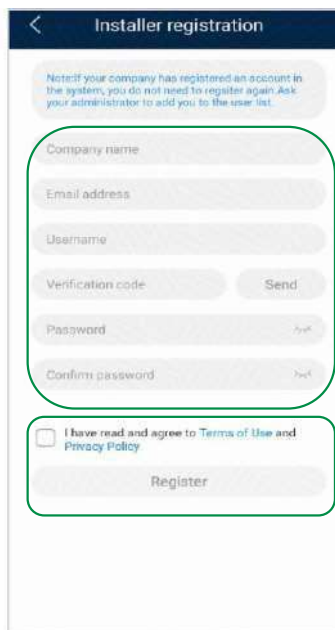 Installer registration
Note:If your company has registered an account in
the system, you do not need to regsiter again.Ask
your administrator to add you to the user list.
Company name
Email address
Username
Verification code Send
Password
Confirm password
I have read and agree to Terms of Use and
Privacy Policy
Register